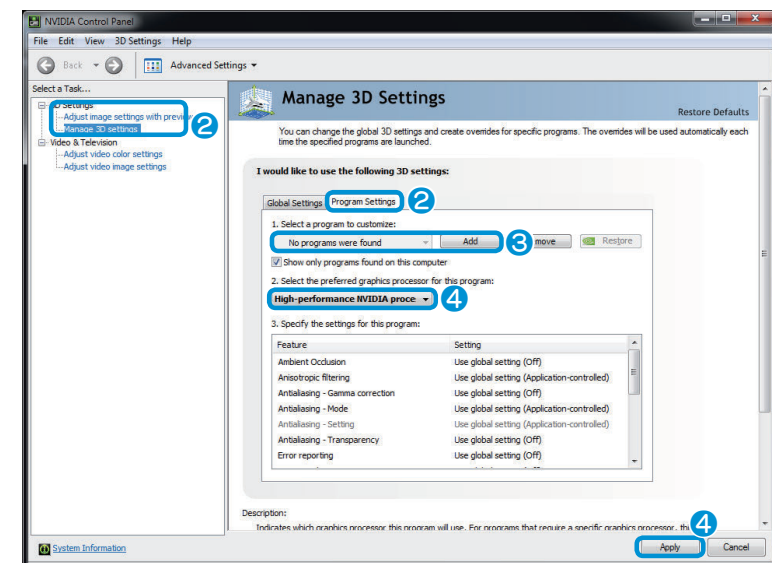 NVIDIA Control Panel
File Edit View 3D Settings Help
Back Advanced Settings
Select a Task...
3D Settings
Adjust image settings with preview
Manage 3D settings
Video & Television
Adjust video color settings
Adjust video image settings
2
Manage 3D Settings
Restore Defaults
You can change the global 3D settings and create overrides for specific programs. The overrides will be used automatically each
time the specified programs are launched.
I would like to use the following 3D settings:
Global Settings Program Settings 2
1. Select a program to customize:
No programs were found Add 3 move Restore
Show only programs found on this computer
2. Select the preferred graphics processor for this program:
High-performance NVIDIA proce 4
3. Specify the settings for this program:
Feature Setting
Ambient Occlusion Use global setting (Off)
Anisotropic filtering Use global setting (Application-controlled)
Antialiasing - Gamma correction Use global setting (Off)
Antialiasing - Mode Use global setting (Application-controlled)
Antialiasing - Setting Use global setting (Application-controlled)
Antialiasing - Transparency Use global setting (Off)
Error reporting Use global setting (Off)
Description:
Indicates which graphics processor this program will use. For programs that require a specific graphics processor, 4
System Information Apply Cancel